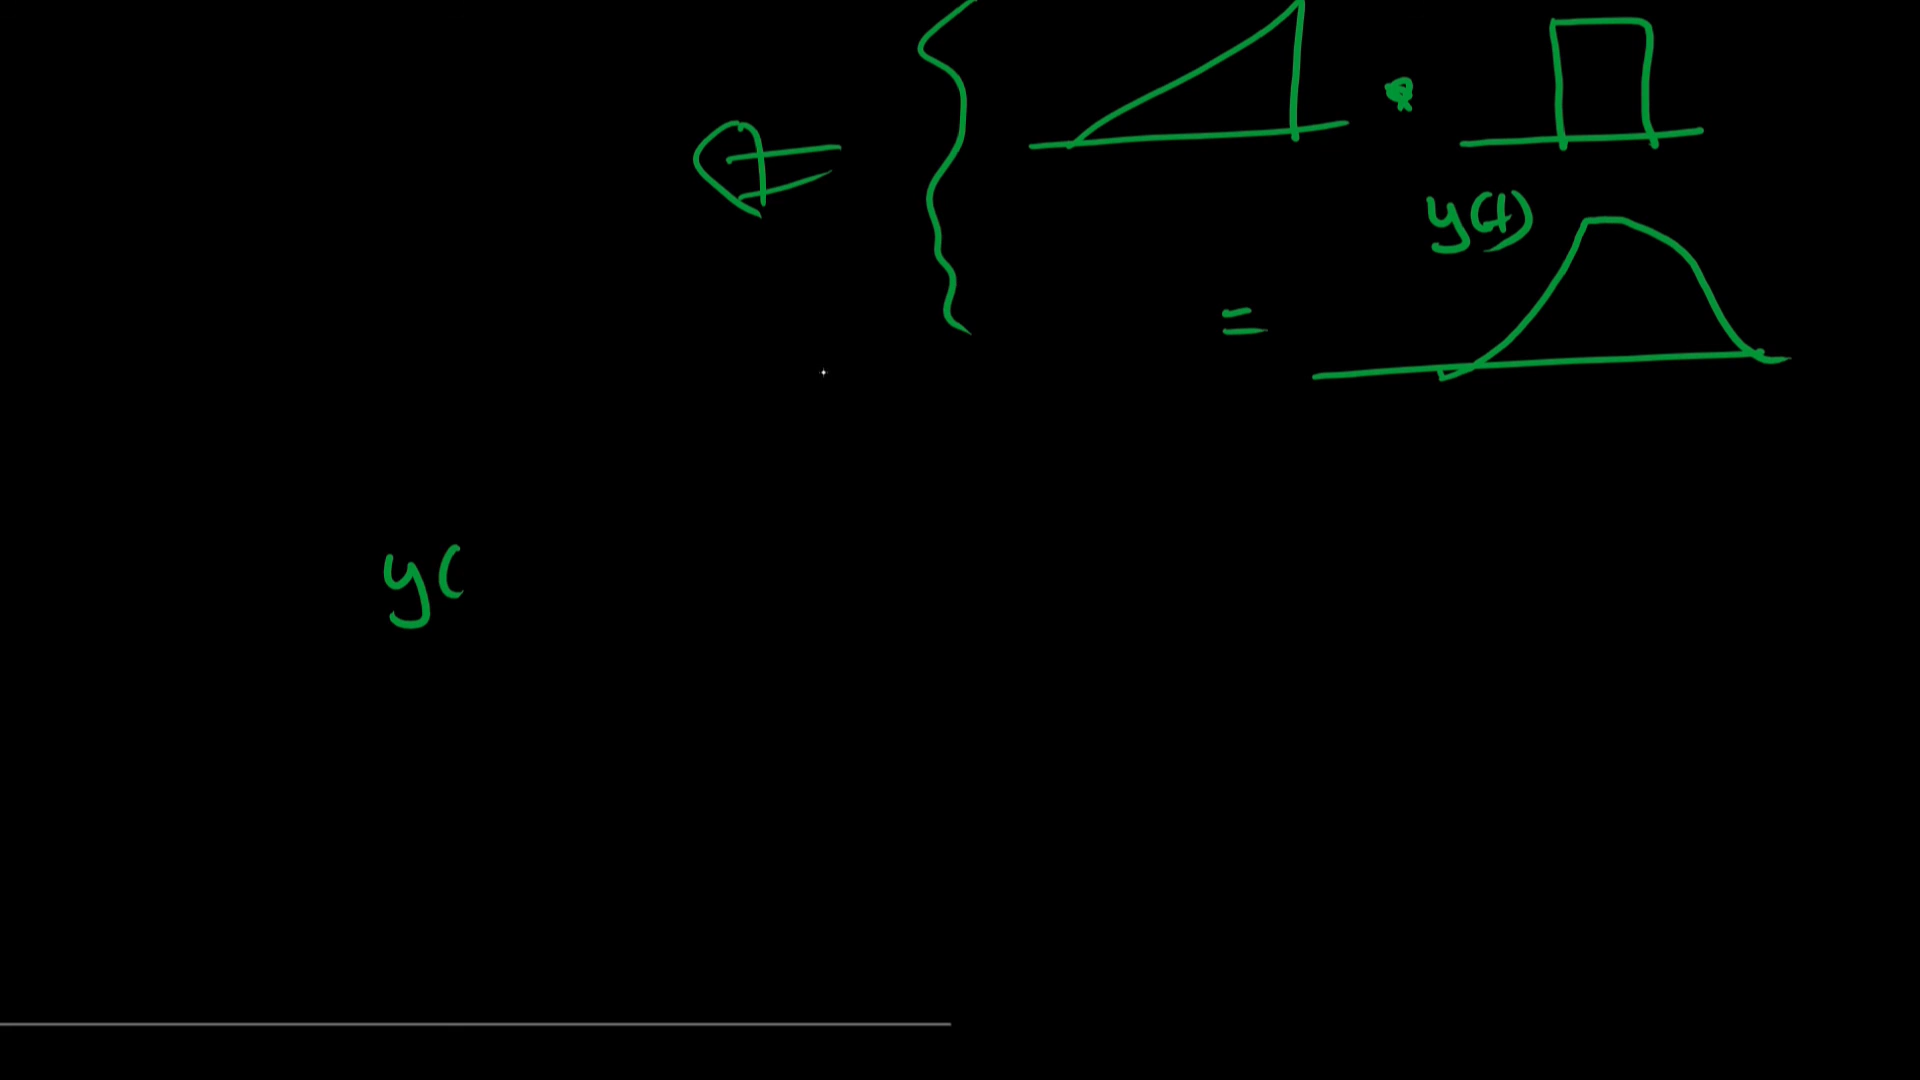 y(t)
=
y(